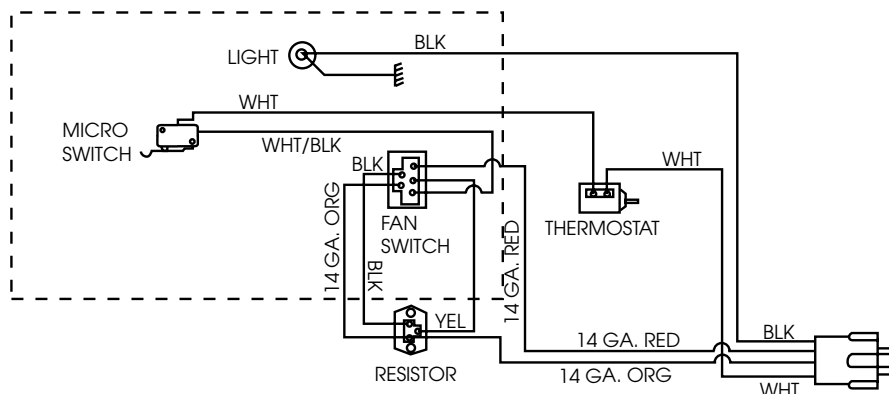 LIGHT
BLK
WHT
MICRO
SWITCH
WHT/BLK
BLK
WHT
14 GA. ORG
FAN
SWITCH
BLK
14 GA. RED
THERMOSTAT
YEL
RESISTOR
14 GA. RED
BLK
14 GA. ORG
WHT